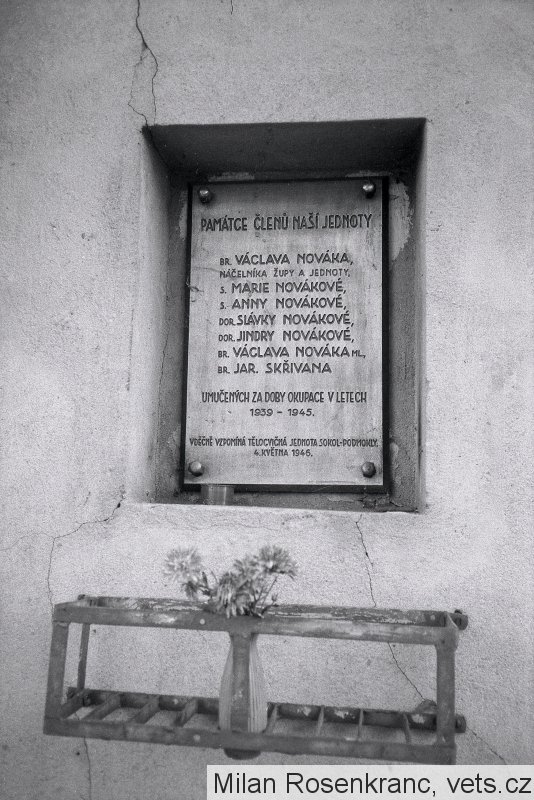 PAMÁTCE ČLENŮ NAŠÍ JEDNOTY
BR. VÁCLAVA NOVÁKA,
NÁČELNÍKA ŽUPY A JEDNOTY,
S. MARIE NOVÁKOVÉ,
S. ANNY NOVÁKOVÉ,
DOR. SLÁVKY NOVÁKOVÉ,
DOR. JINDRY NOVÁKOVÉ,
BR. VÁCLAVA NOVÁKA ML.,
BR. JAR. SKŘIVANA
UMUČENÝCH ZA DOBY OKUPACE V LETECH
1939 - 1945.
VDĚČNĚ VZPOMÍNÁ TĚLOCVIČNÁ JEDNOTA SOKOL-PODMOKLY.
4. KVĚTNA 1946.
Milan Rosenkranc, vets.cz